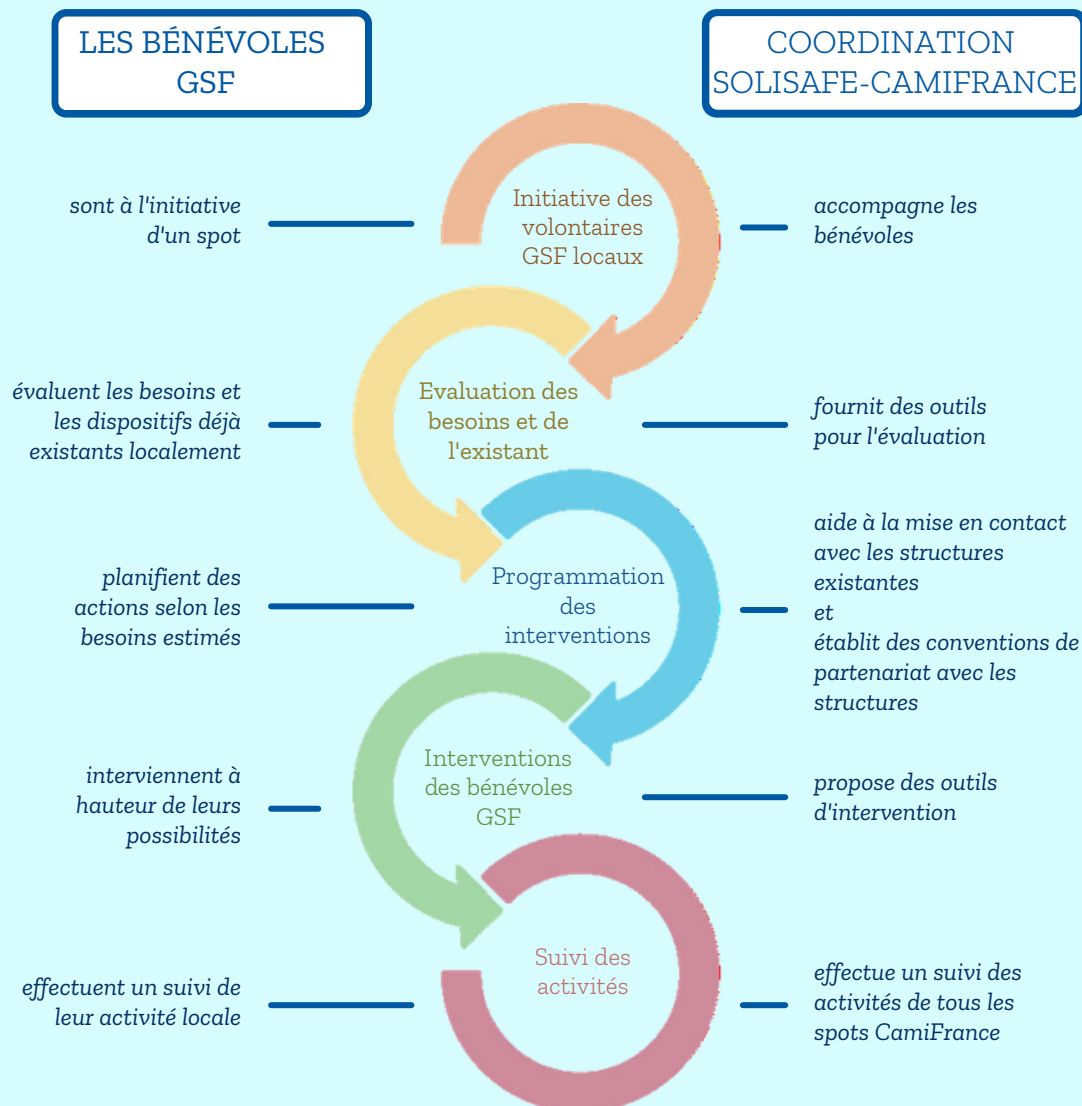 LES BÉNÉVOLES
GSF
COORDINATION
SOLISAFE-CAMIFRANCE
sont à l'initiative
d'un spot
Initiative des
volontaires
GSF locaux
accompagne les
bénévoles
évaluent les besoins et
les dispositifs déjà
existants localement
Evaluation des
besoins et de
l'existant
fournit des outils
pour l'évaluation
planifient des
actions selon les
besoins estimés
Programmation
des
interventions
aide à la mise en contact
avec les structures
existantes
et
établit des conventions de
partenariat avec les
structures
interviennent à
hauteur de leurs
possibilités
Interventions
des bénévoles
GSF
propose des outils
d'intervention
effectuent un suivi de
leur activité locale
Suivi des
activités
effectue un suivi des
activités de tous les
spots CamiFrance